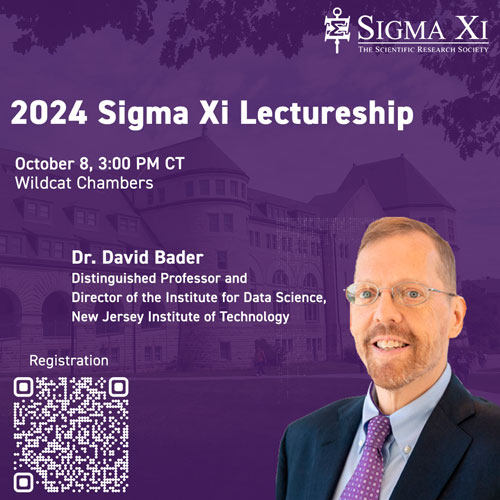 SIGMA XI
THE SCIENTIFIC RESEARCH SOCIETY
2024 Sigma Xi Lectureship
October 8, 3:00 PM CT
Wildcat Chambers
Dr. David Bader
Distinguished Professor and
Director of the Institute for Data Science,
New Jersey Institute of Technology
Registration